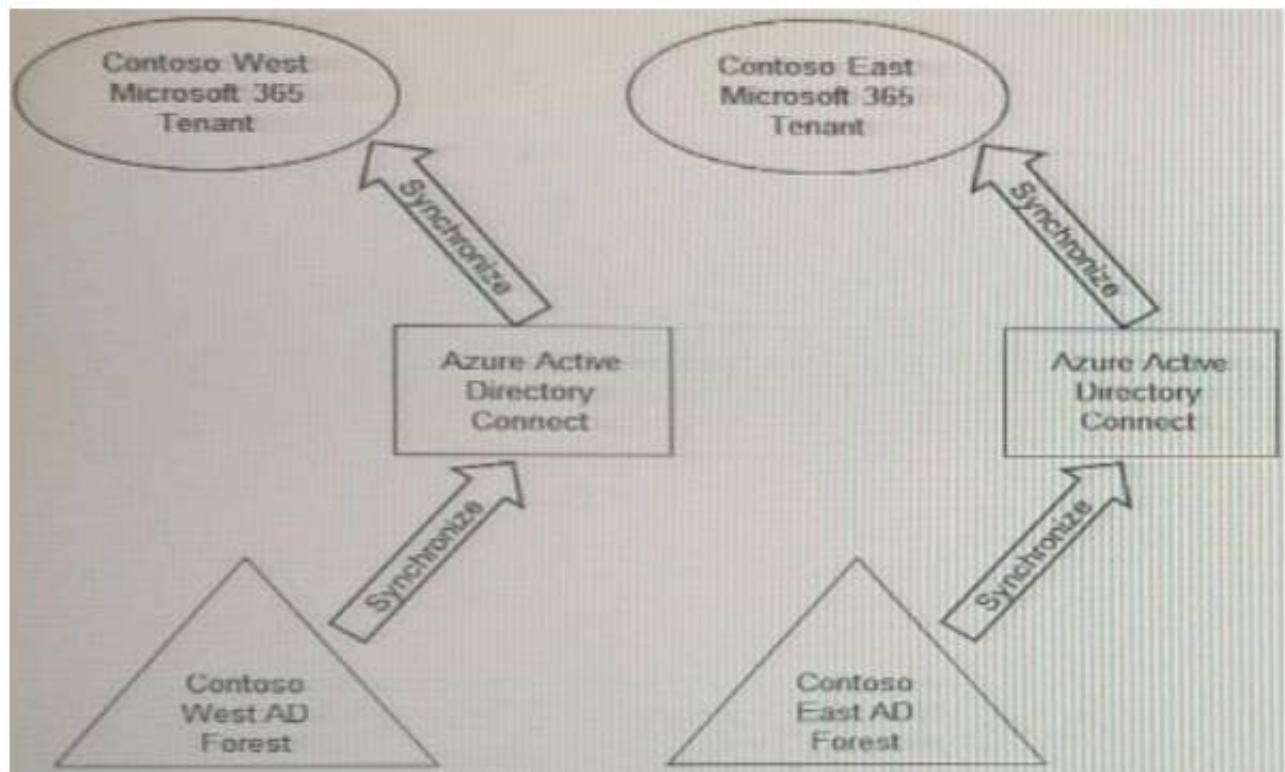 Contoso West
Microsoft 365
Tenant
Contoso East
Microsoft 365
Tenant
Synchronize
Synchronize
Azure Active
Directory
Connect
Azure Active
Directory
Connect
Synchronize
Synchronize
Contoso
West AD
Forest
Contoso
East AD
Forest